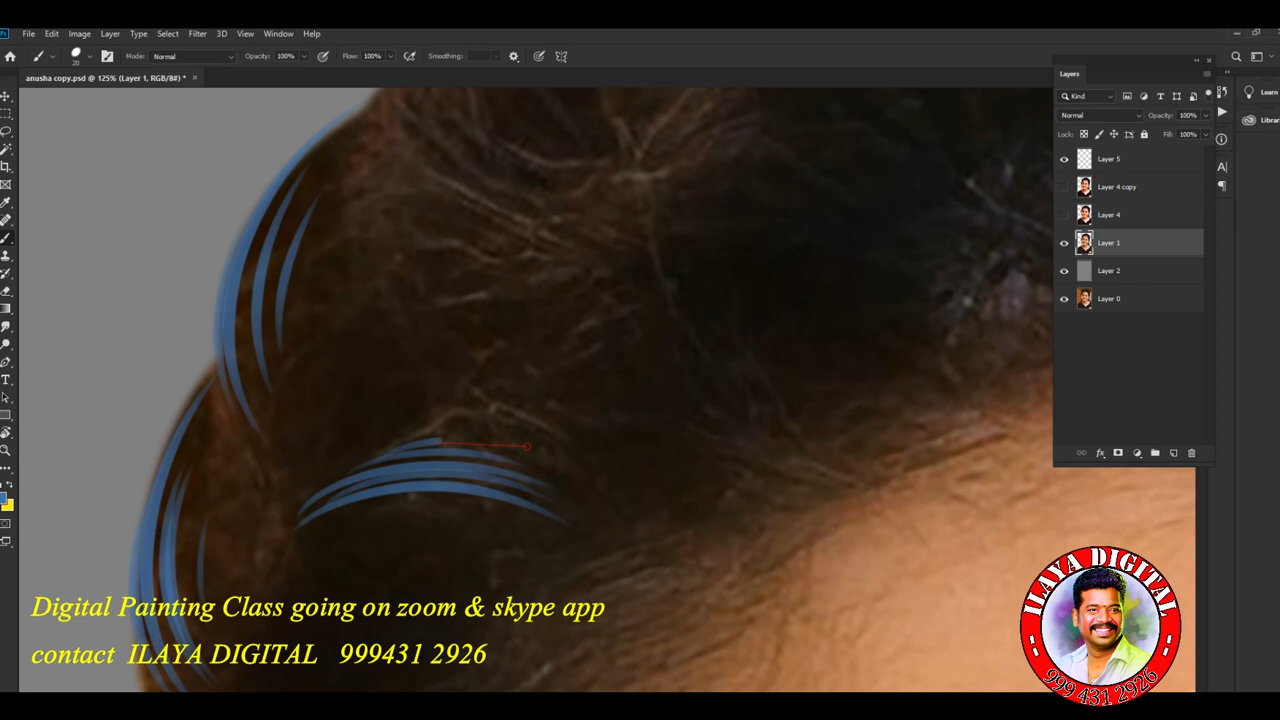 File Edit Image Layer Type Select Filter 3D View Window Help
20 Mode: Normal Opacity: 100% Flow: 100% Smoothing:
anusha copy.psd @ 125% (Layer 1, RGB/8#) *
Layers
Kind
Normal Opacity: 100%
Lock: Fill: 100%
Layer 5
Layer 4 copy
Layer 4
Layer 1
Layer 2
Layer 0
Learn
Digital Painting Class going on zoom & skype app
contact ILAYA DIGITAL 999431 2926
ILAYA DIGITAL
999 431 2926